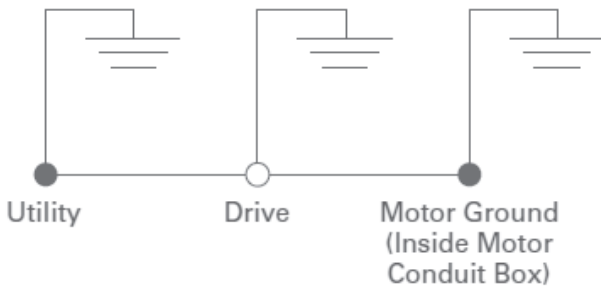 Utility
Drive
Motor Ground
(Inside Motor
Conduit Box)